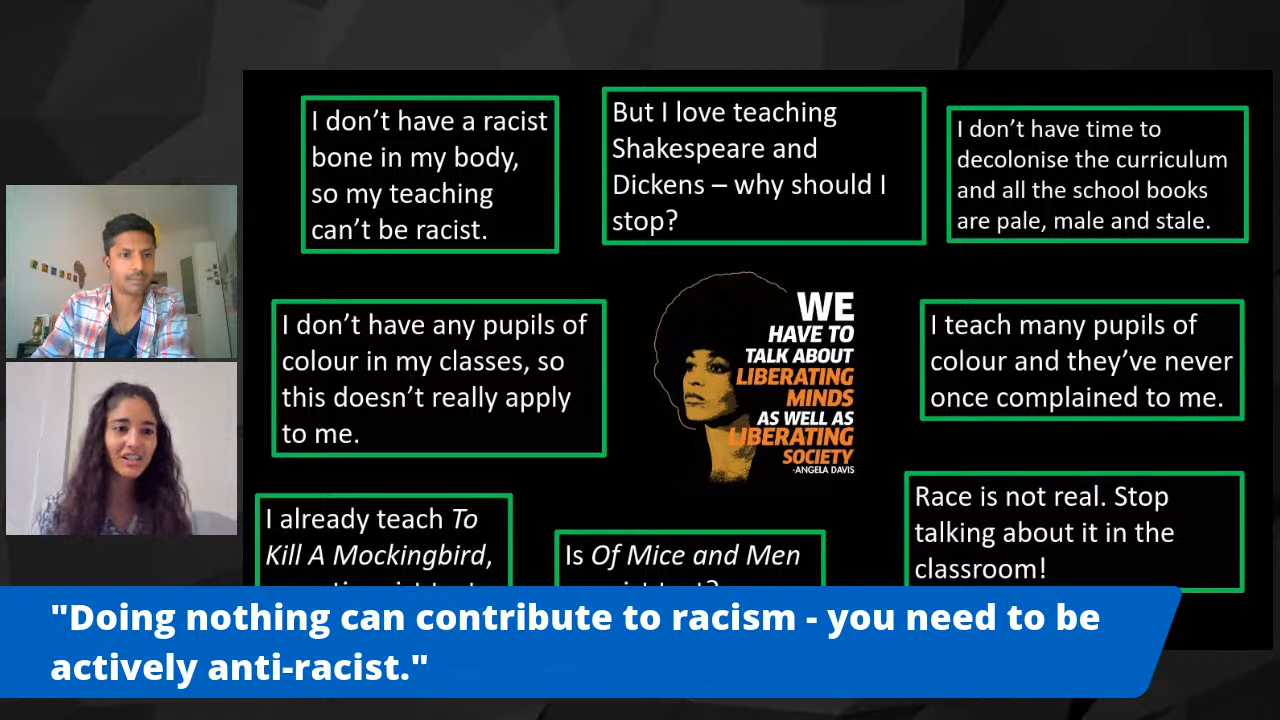 I don’t have a racist
bone in my body,
so my teaching
can’t be racist.
But I love teaching
Shakespeare and
Dickens – why should I
stop?
I don’t have time to
decolonise the curriculum
and all the school books
are pale, male and stale.
I don’t have any pupils of
colour in my classes, so
this doesn’t really apply
to me.
WE
HAVE TO
TALK ABOUT
LIBERATING
MINDS
AS WELL AS
LIBERATING
SOCIETY
-ANGELA DAVIS
I teach many pupils of
colour and they’ve never
once complained to me.
I already teach To
Kill A Mockingbird,
Is Of Mice and Men
Race is not real. Stop
talking about it in the
classroom!
"Doing nothing can contribute to racism - you need to be
actively anti-racist."